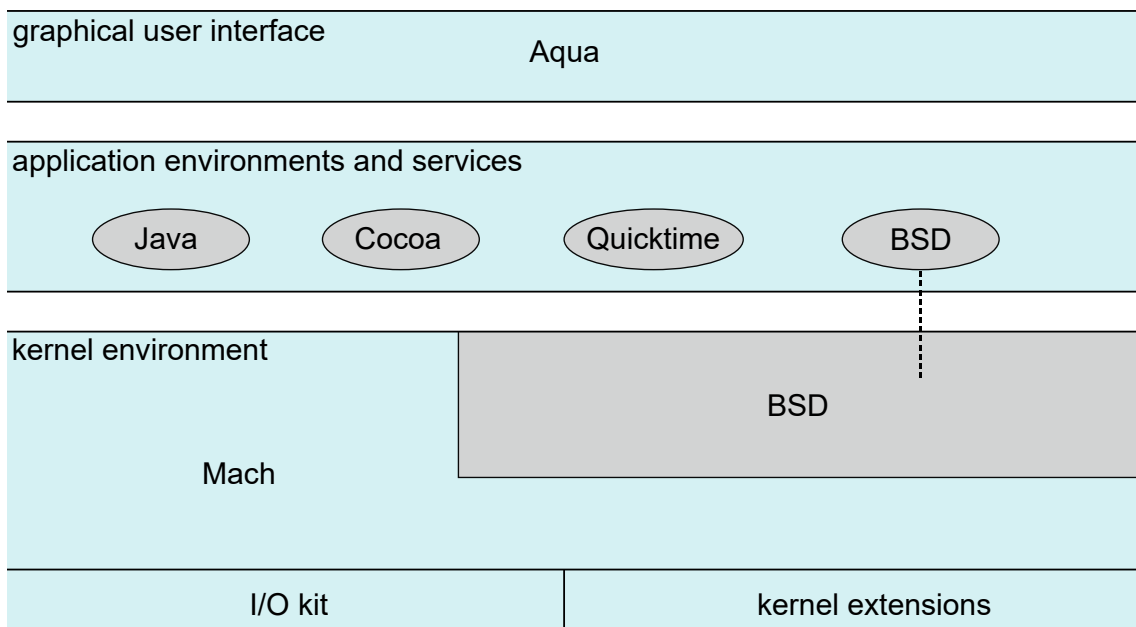 graphical user interface
Aqua
application environments and services
Java Cocoa Quicktime BSD
kernel environment
BSD
Mach
I/O kit kernel extensions